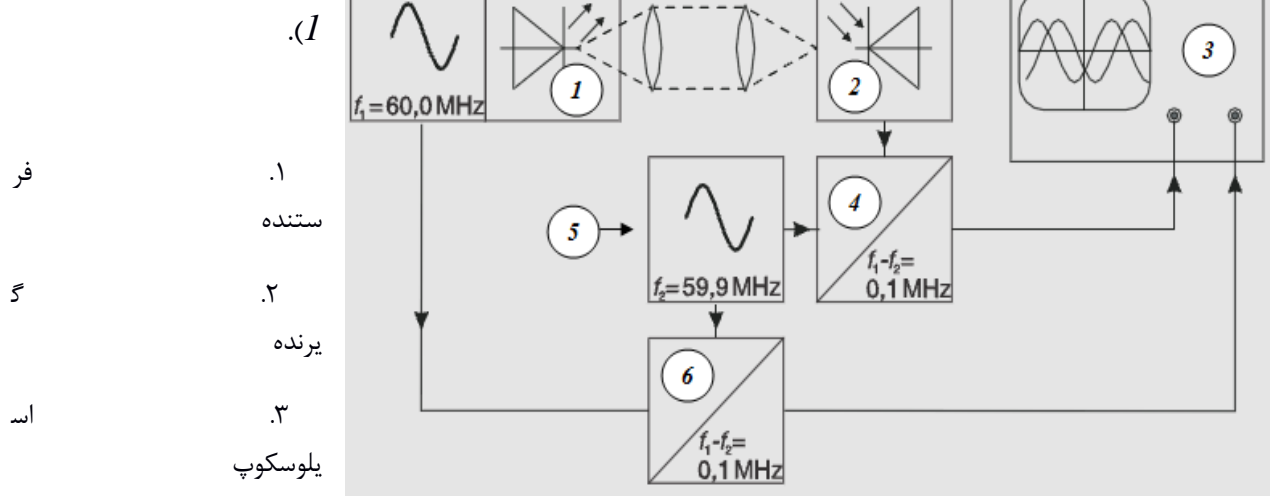 .(1
۱. فر
ستنده
۲. گ
یرنده
۳. اس
یلوسکوپ
f₁=60,0 MHz
1
2
3
4
f₁-f₂=
0,1 MHz
5
f₂=59,9 MHz
6
f₁-f₂=
0,1 MHz